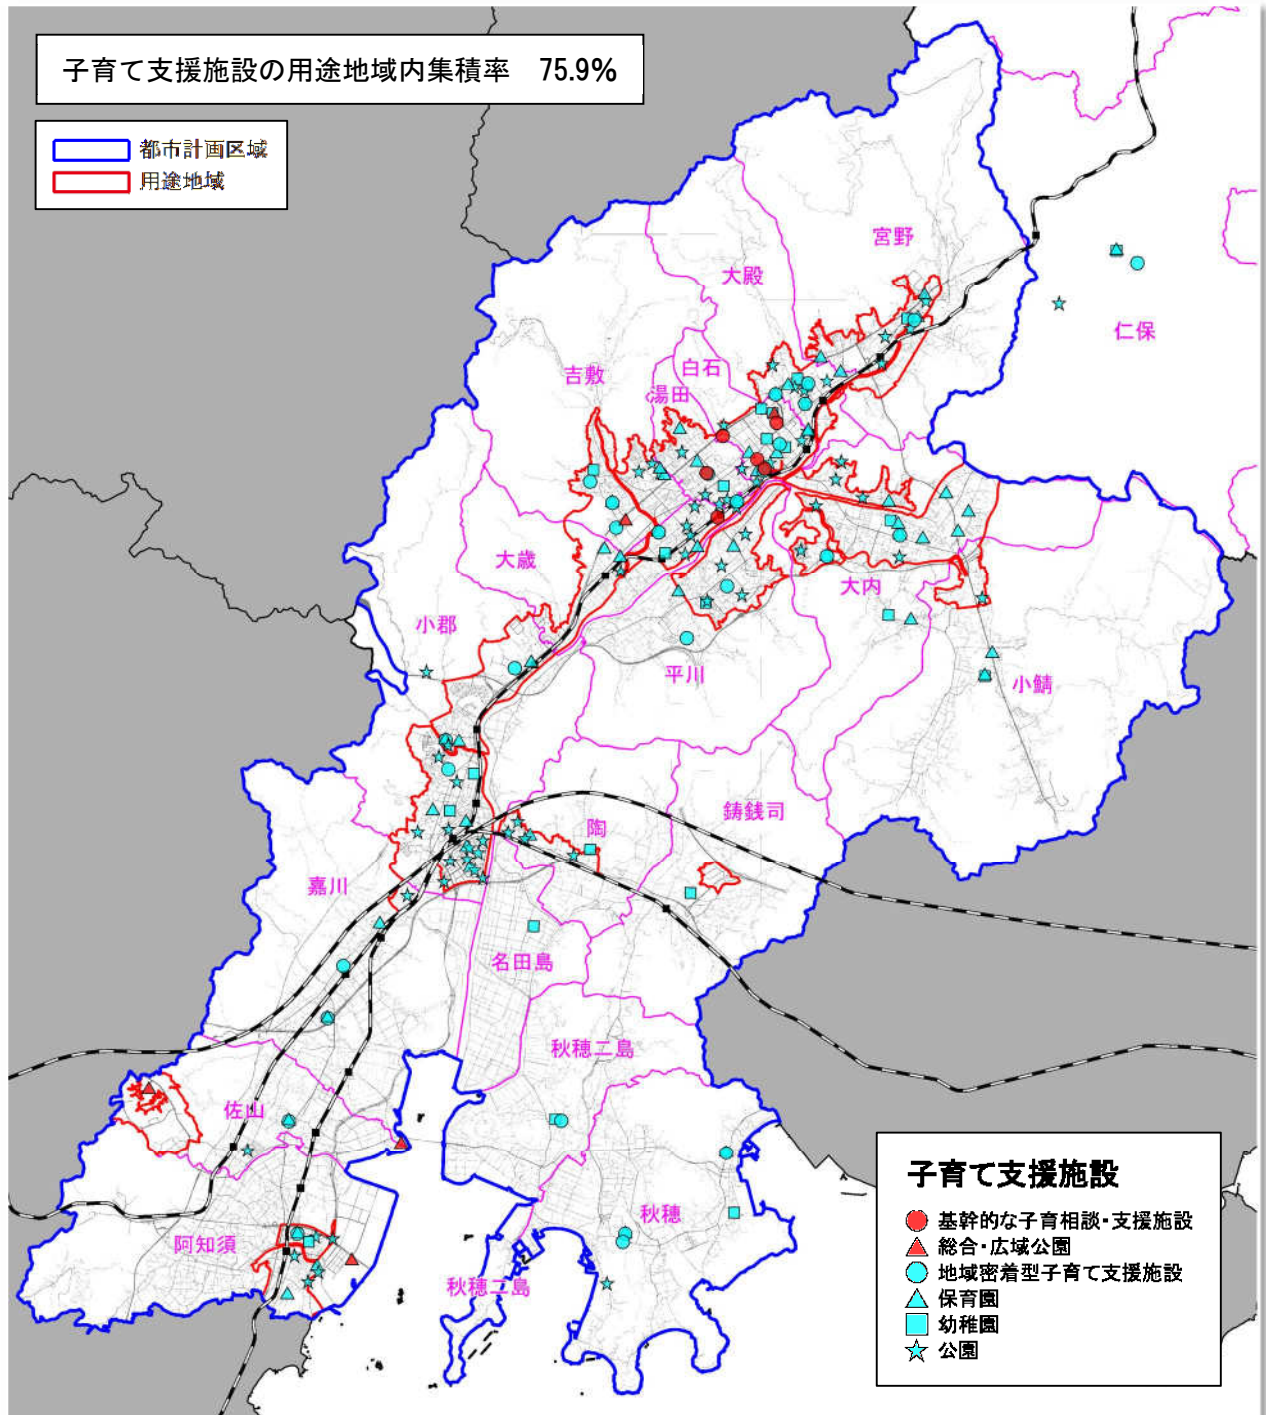 子育て支援施設の用途地域内集積率　75.9%
都市計画区域
用途地域
宮野
大殿
仁保
白石
吉敷
湯田
大歳
大内
小郡
平川
小鯖
鋳銭司
陶
嘉川
名田島
秋穂二島
佐山
秋穂
阿知須
秋穂二島
子育て支援施設
基幹的な子育相談・支援施設
総合・広域公園
地域密着型子育て支援施設
保育園
幼稚園
公園